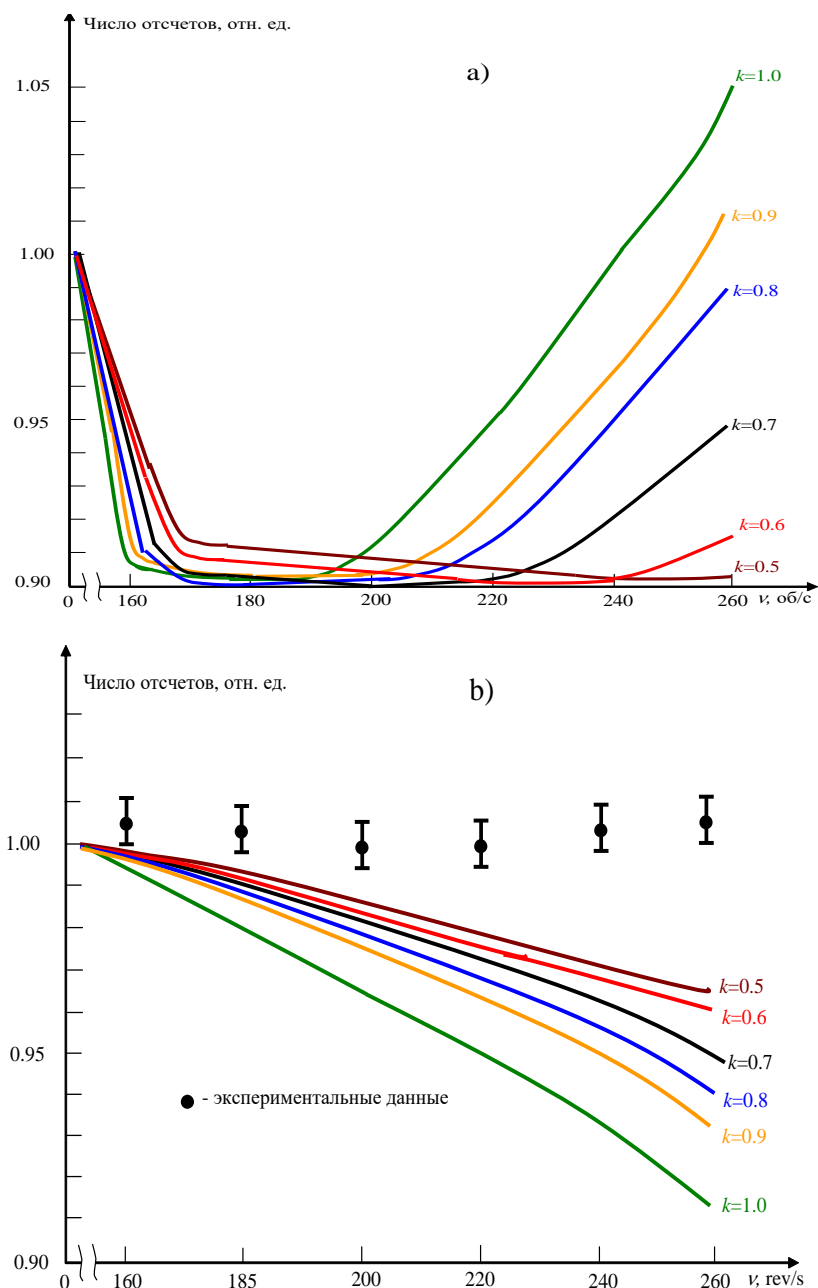 Число отсчетов, отн. ед.
а)
1.05
k=1.0
k=0.9
1.00
k=0.8
0.95
k=0.7
k=0.6
k=0.5
0.90
0 160 180 200 220 240 260 ν, об/с
Число отсчетов, отн. ед.
b)
1.00
k=0.5
k=0.6
0.95
k=0.7
k=0.8
● - экспериментальные данные
k=0.9
k=1.0
0.90
0 160 185 200 220 240 260 ν, rev/s